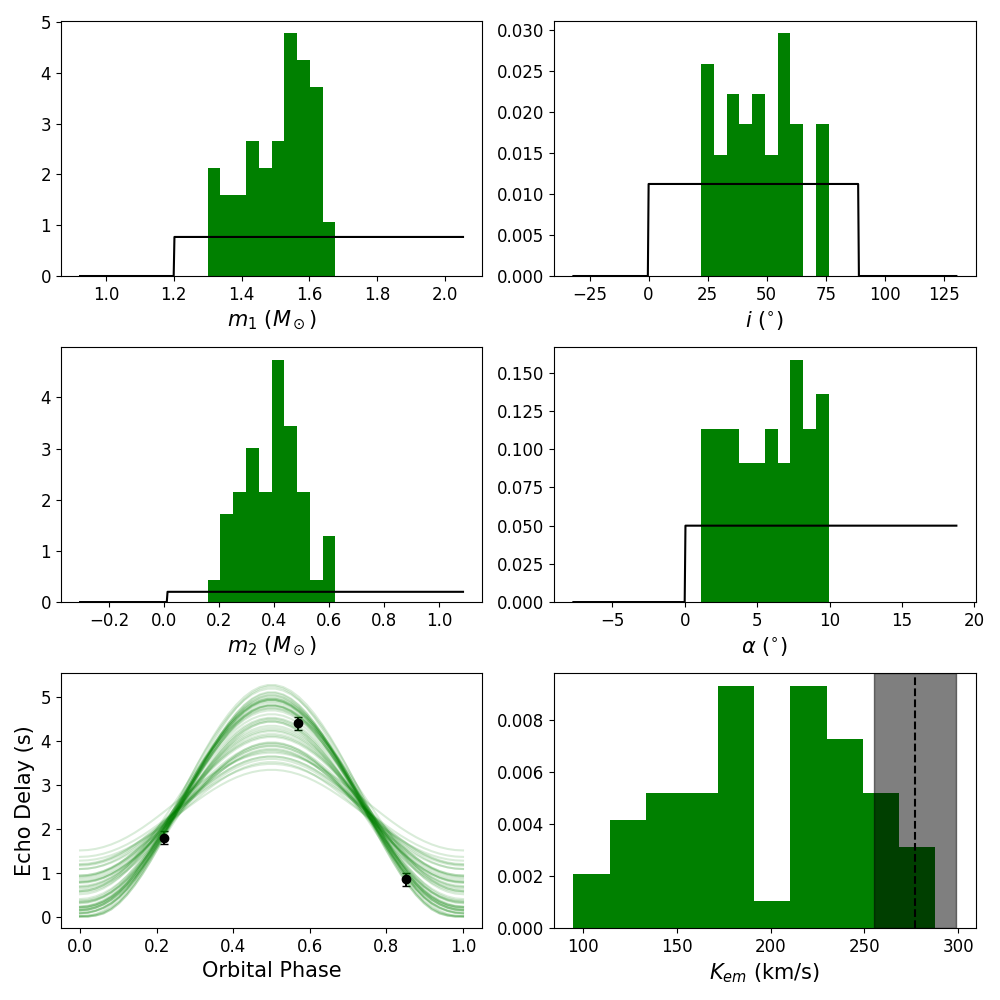 5
4
3
2
1
0
1.0 1.2 1.4 1.6 1.8 2.0
m₁ (M⊙)
0.030
0.025
0.020
0.015
0.010
0.005
0.000
−25 0 25 50 75 100 125
i (°)
4
3
2
1
0
−0.2 0.0 0.2 0.4 0.6 0.8 1.0
m₂ (M⊙)
0.150
0.125
0.100
0.075
0.050
0.025
0.000
−5 0 5 10 15 20
α (°)
Echo Delay (s)
5
4
3
2
1
0
0.0 0.2 0.4 0.6 0.8 1.0
Orbital Phase
0.008
0.006
0.004
0.002
0.000
100 150 200 250 300
K_em (km/s)